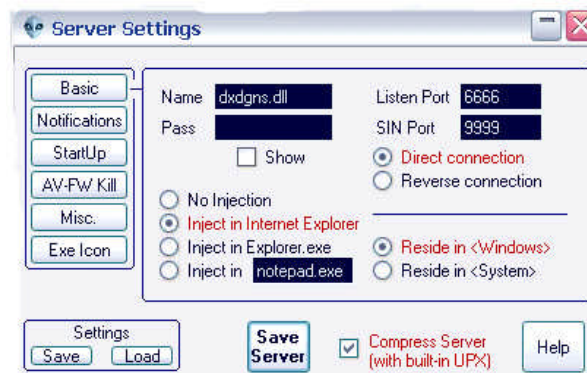 Server Settings
Basic
Notifications
StartUp
AV-FW Kill
Misc.
Exe Icon
Name dxdgns.dll
Pass
Show
Listen Port 6666
SIN Port 9999
Direct connection
Reverse connection
No Injection
Inject in Internet Explorer
Inject in Explorer.exe
Inject in notepad.exe
Reside in <Windows>
Reside in <System>
Settings
Save Load
Save
Server
Compress Server
(with built-in UPX)
Help